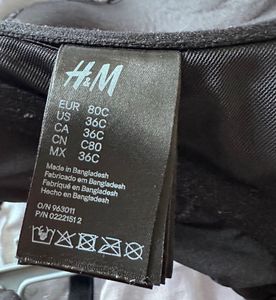 H&M
EUR 80C
US 36C
CA 36C
CN C80
MX 36C
Made in Bangladesh
Fabricado em Bangladesh
Fabriqué en Bangladesh
Hecho en Bangladesh
O/N 963011
P/N 0222151 2